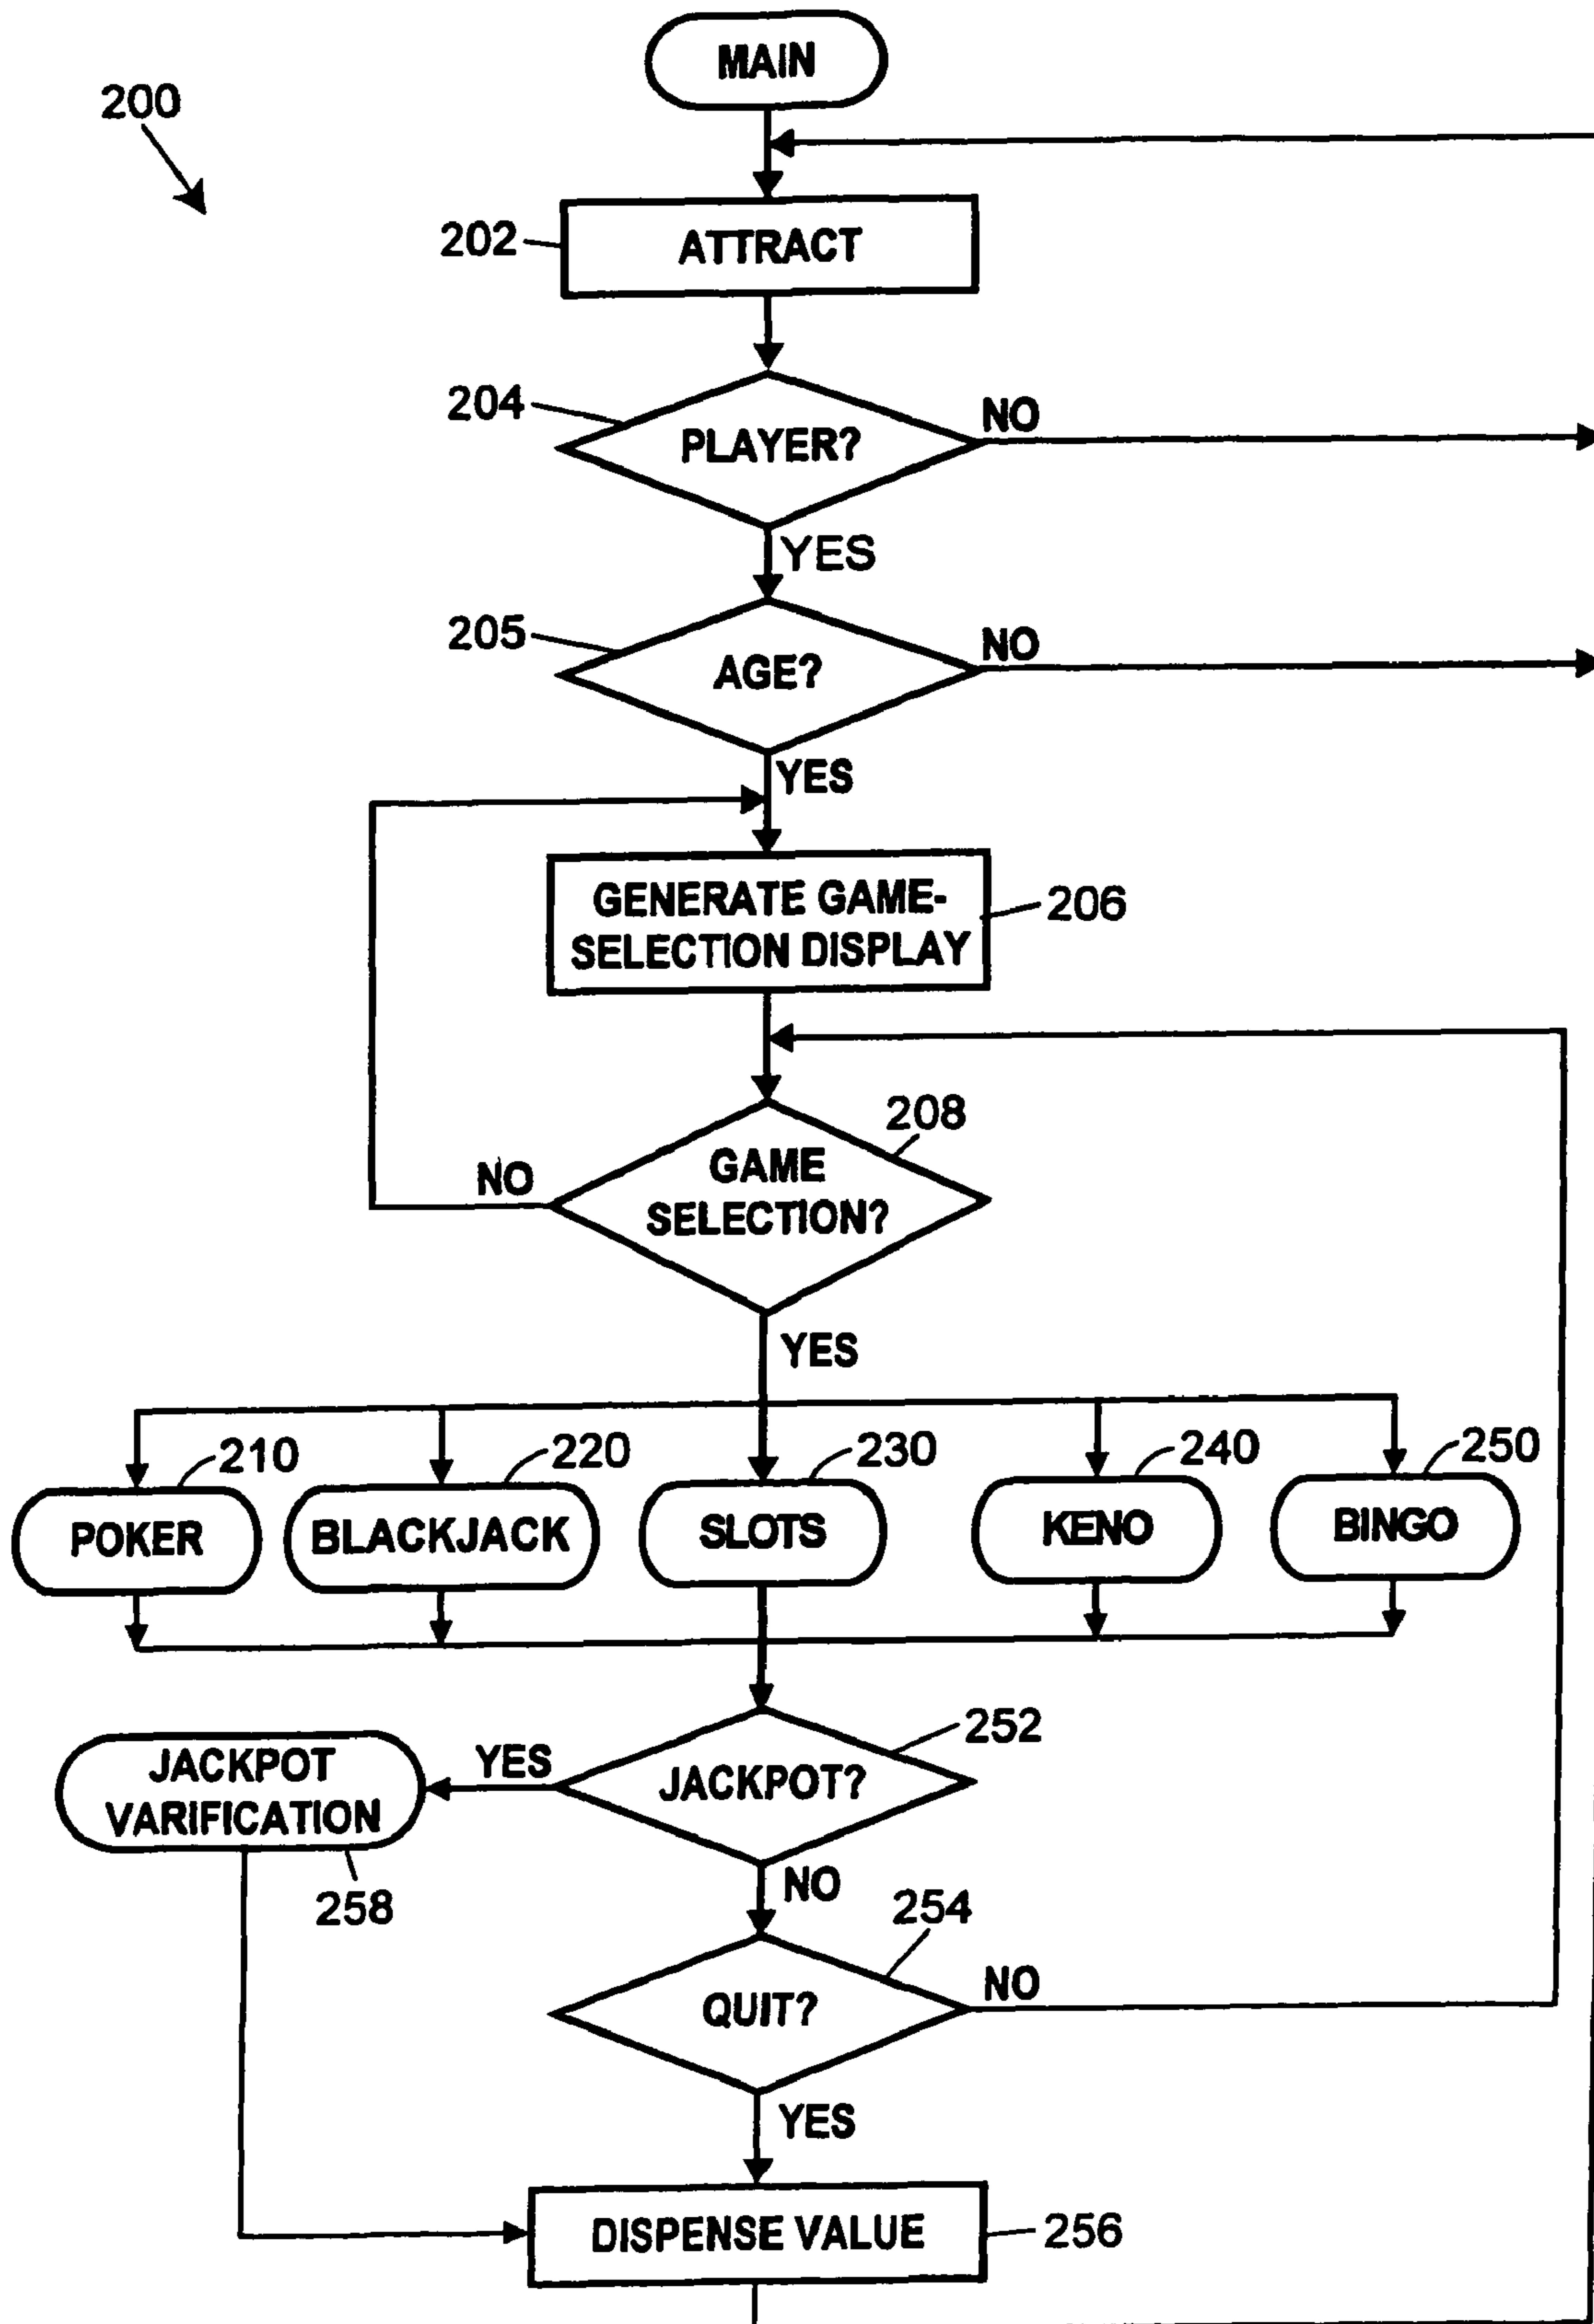 MAIN
200
202
ATTRACT
204
PLAYER?
NO
YES
205
AGE?
NO
YES
GENERATE GAME-
SELECTION DISPLAY
206
208
GAME
SELECTION?
NO
YES
210
220
230
240
250
POKER
BLACKJACK
SLOTS
KENO
BINGO
252
JACKPOT?
YES
JACKPOT
VARIFICATION
258
NO
254
QUIT?
NO
YES
DISPENSE VALUE
256